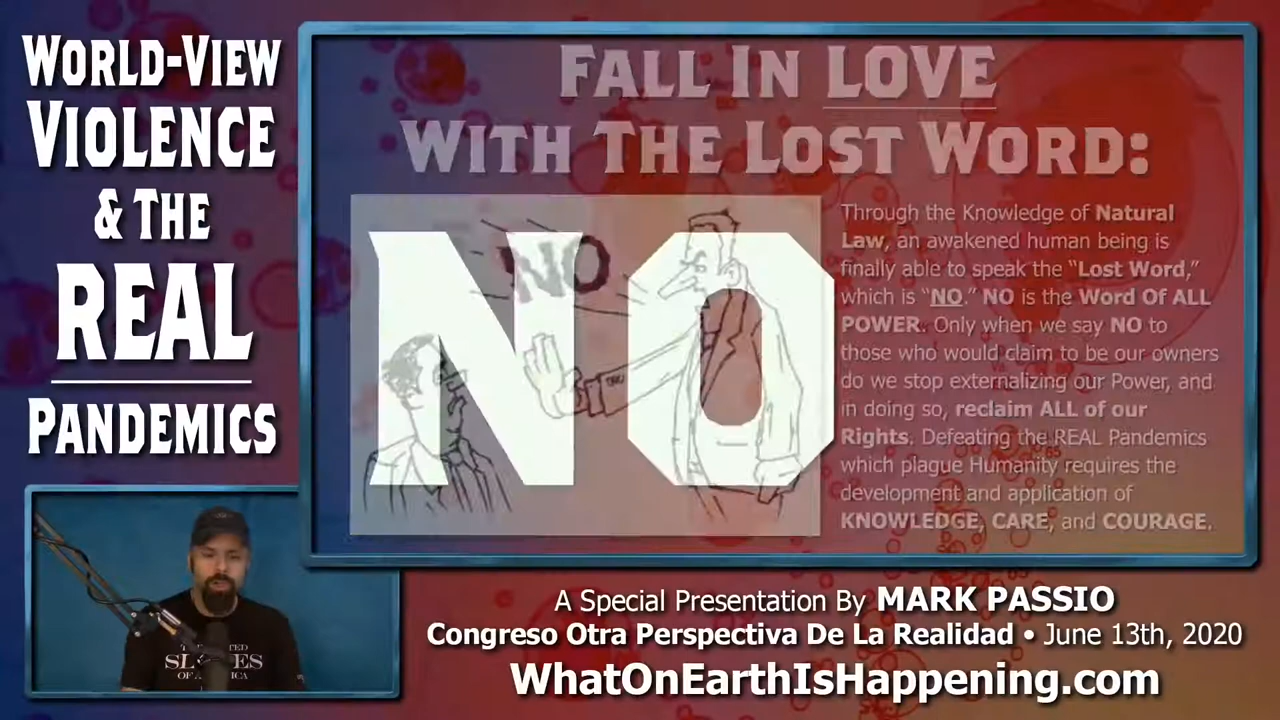 WORLD-VIEW
VIOLENCE
& THE
REAL
PANDEMICS
FALL IN LOVE
WITH THE LOST WORD:
NO
NO
Through the Knowledge of Natural
Law, an awakened human being is
finally able to speak the “Lost Word,”
which is “NO.” NO is the Word Of ALL
POWER. Only when we say NO to
those who would claim to be our owners
do we stop externalizing our Power, and
in doing so, reclaim ALL of our
Rights. Defeating the REAL Pandemics
which plague Humanity requires the
development and application of
KNOWLEDGE, CARE, and COURAGE.
OF
A Special Presentation By MARK PASSIO
Congreso Otra Perspectiva De La Realidad • June 13th, 2020
WhatOnEarthIsHappening.com